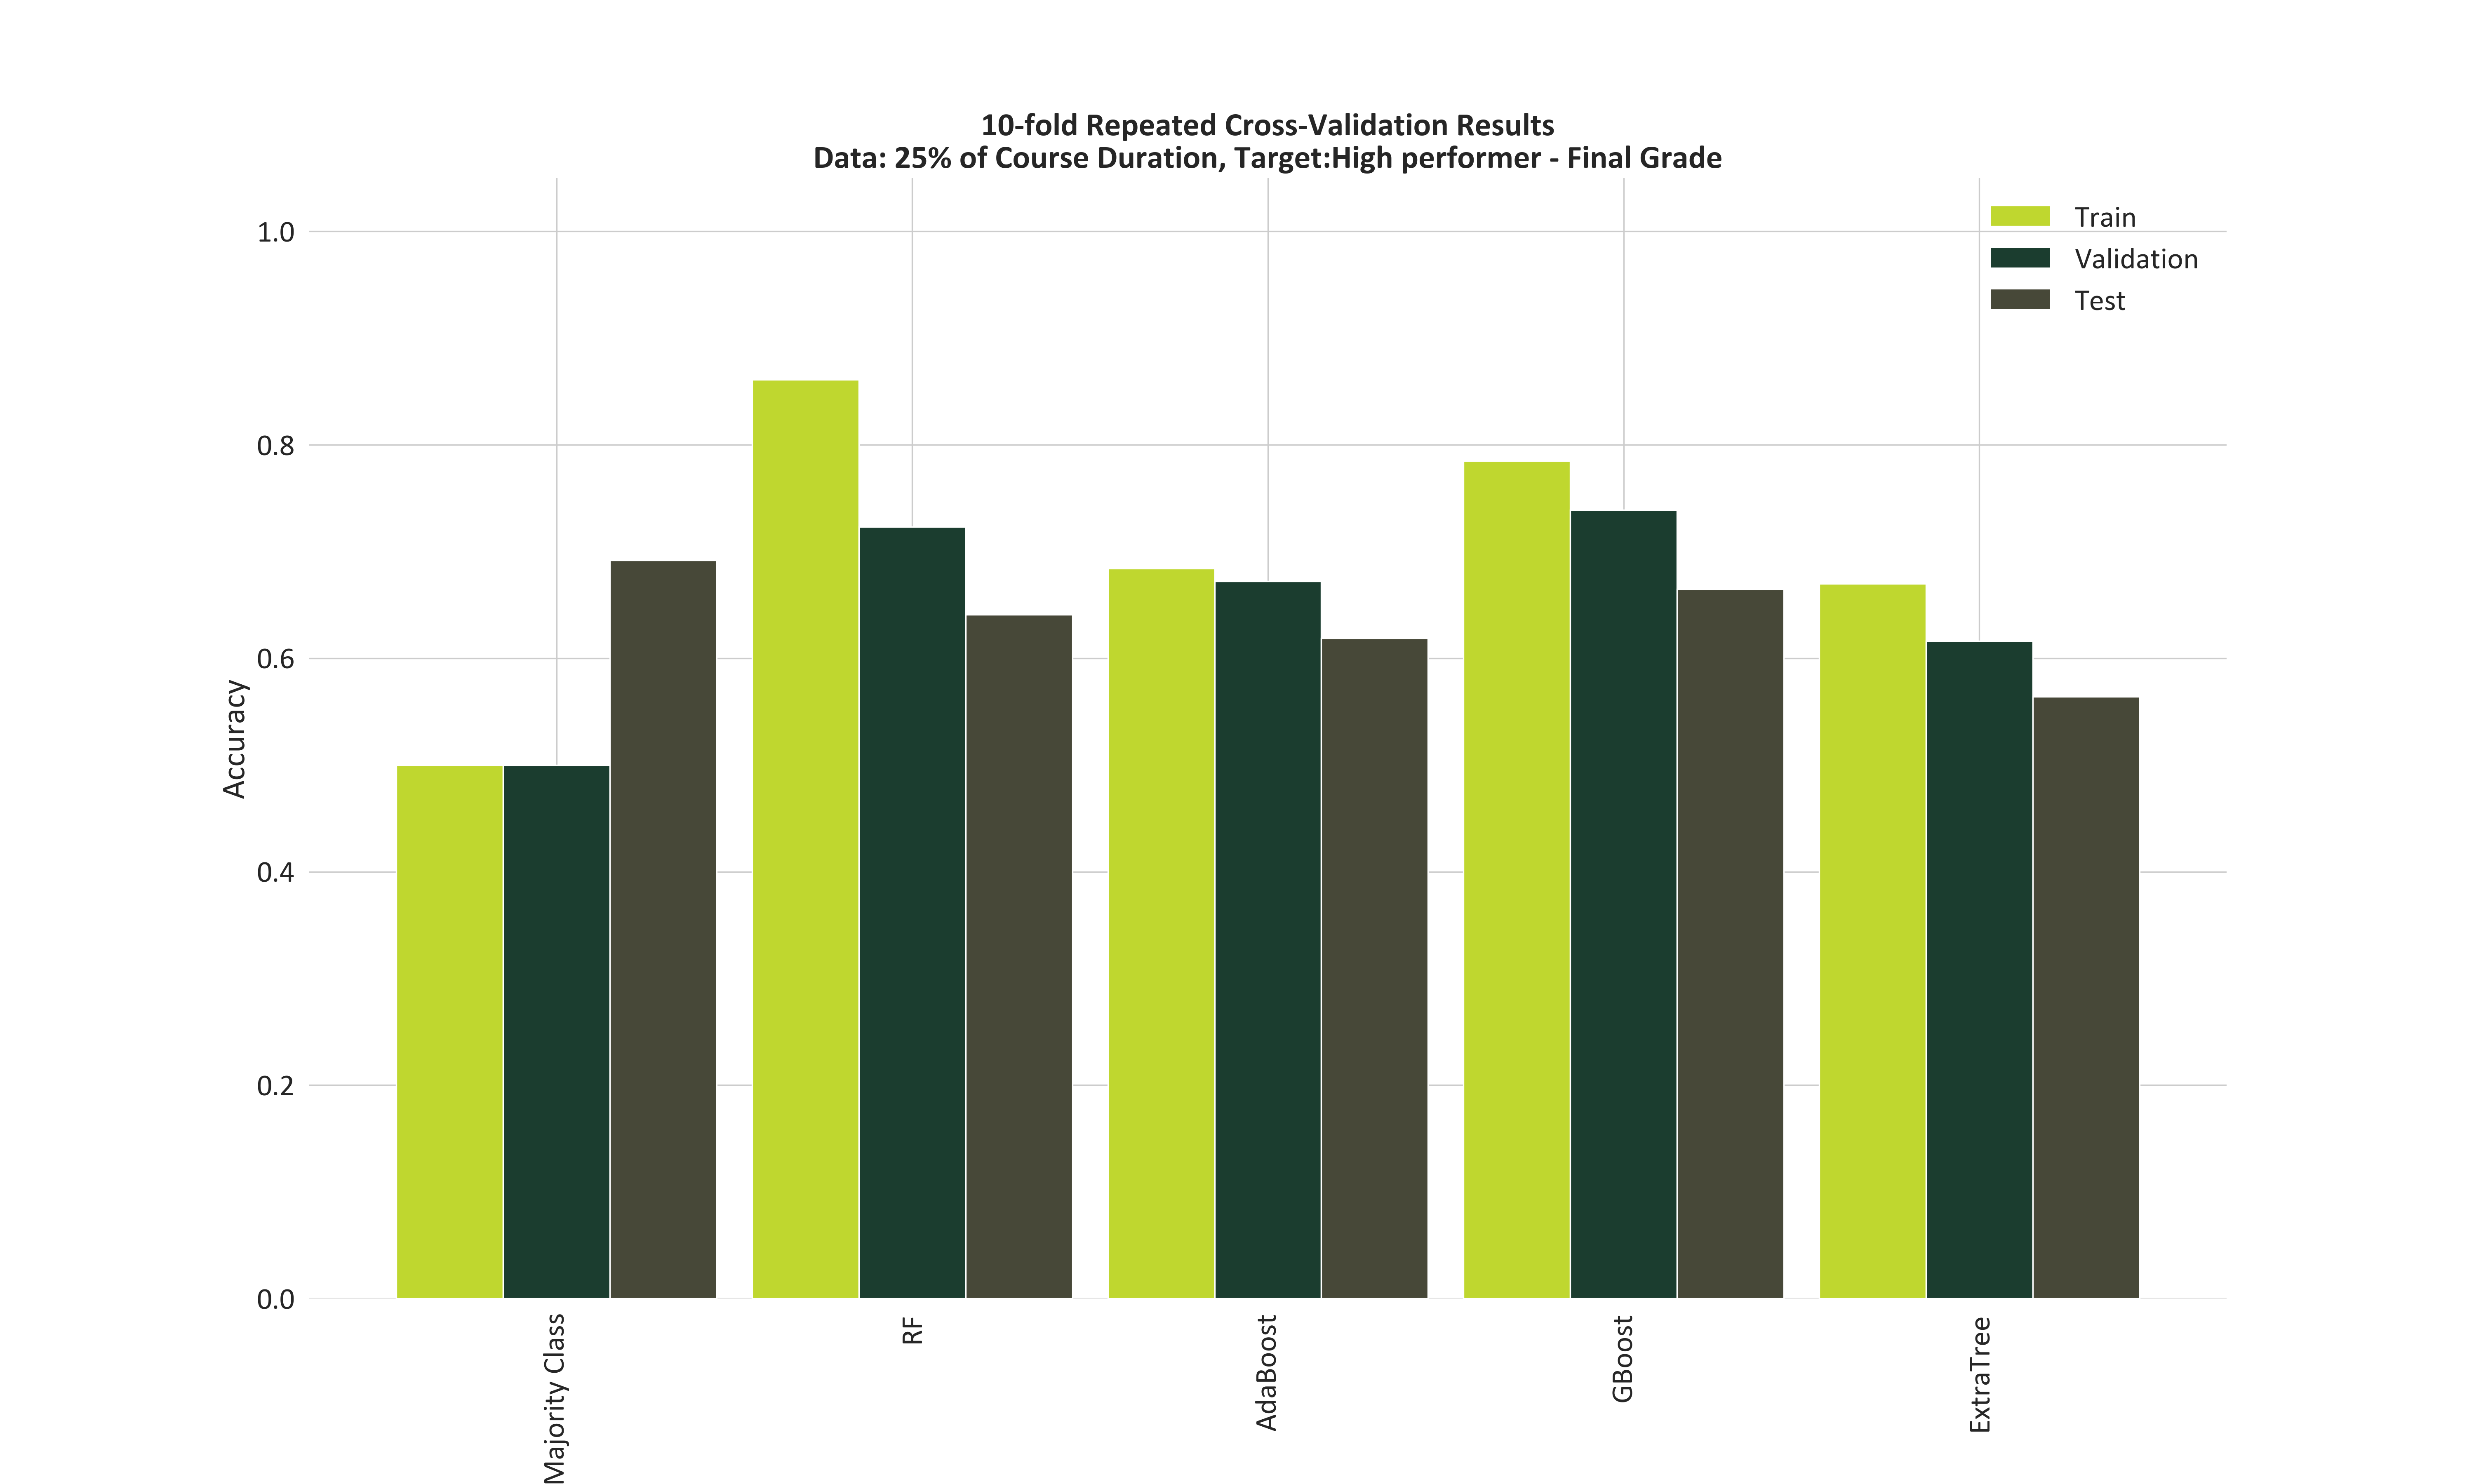 10-fold Repeated Cross-Validation Results
Data: 25% of Course Duration, Target:High performer - Final Grade
Train
Validation
Test
1.0
0.8
0.6
0.4
0.2
0.0
Accuracy
Majority Class
RF
AdaBoost
GBoost
ExtraTree